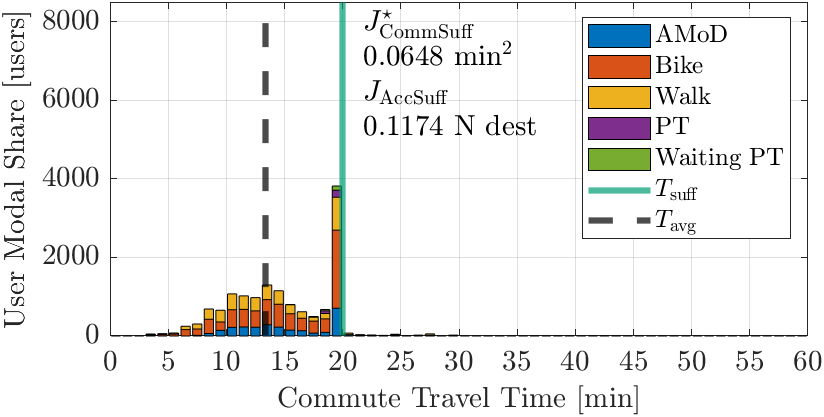 8000
6000
4000
2000
0
User Modal Share [users]
J⋆CommSuff
0.0648 min²
JAccSuff
0.1174 N dest
AMoD
Bike
Walk
PT
Waiting PT
Tsuff
Tavg
0 5 10 15 20 25 30 35 40 45 50 55 60
Commute Travel Time [min]